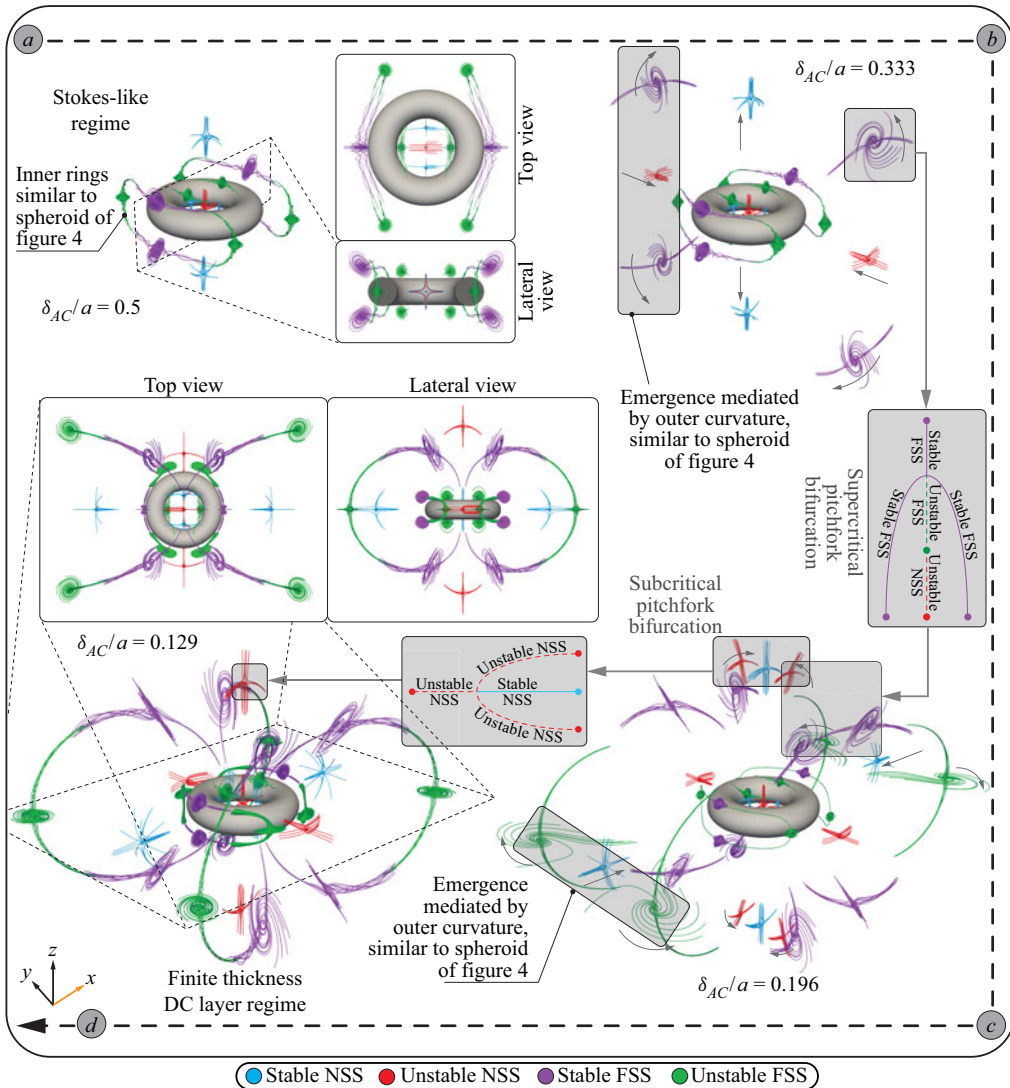 a
b
Stokes-like
regime
Inner rings
similar to
spheroid of
figure 4
δAC/a = 0.5
Top view
Lateral
view
δAC/a = 0.333
Emergence mediated
by outer curvature,
similar to spheroid
of figure 4
Stable
FSS
Unstable
FSS
Unstable
NSS
Stable FSS
Stable FSS
Supercritical
pitchfork
bifurcation
Top view
Lateral view
Subcritical
pitchfork
bifurcation
Unstable NSS
Unstable
NSS
Stable
NSS
Unstable NSS
δAC/a = 0.129
Emergence
mediated by
outer curvature,
similar to spheroid
of figure 4
δAC/a = 0.196
z
y
x
Finite thickness
DC layer regime
d
c
Stable NSS
Unstable NSS
Stable FSS
Unstable FSS